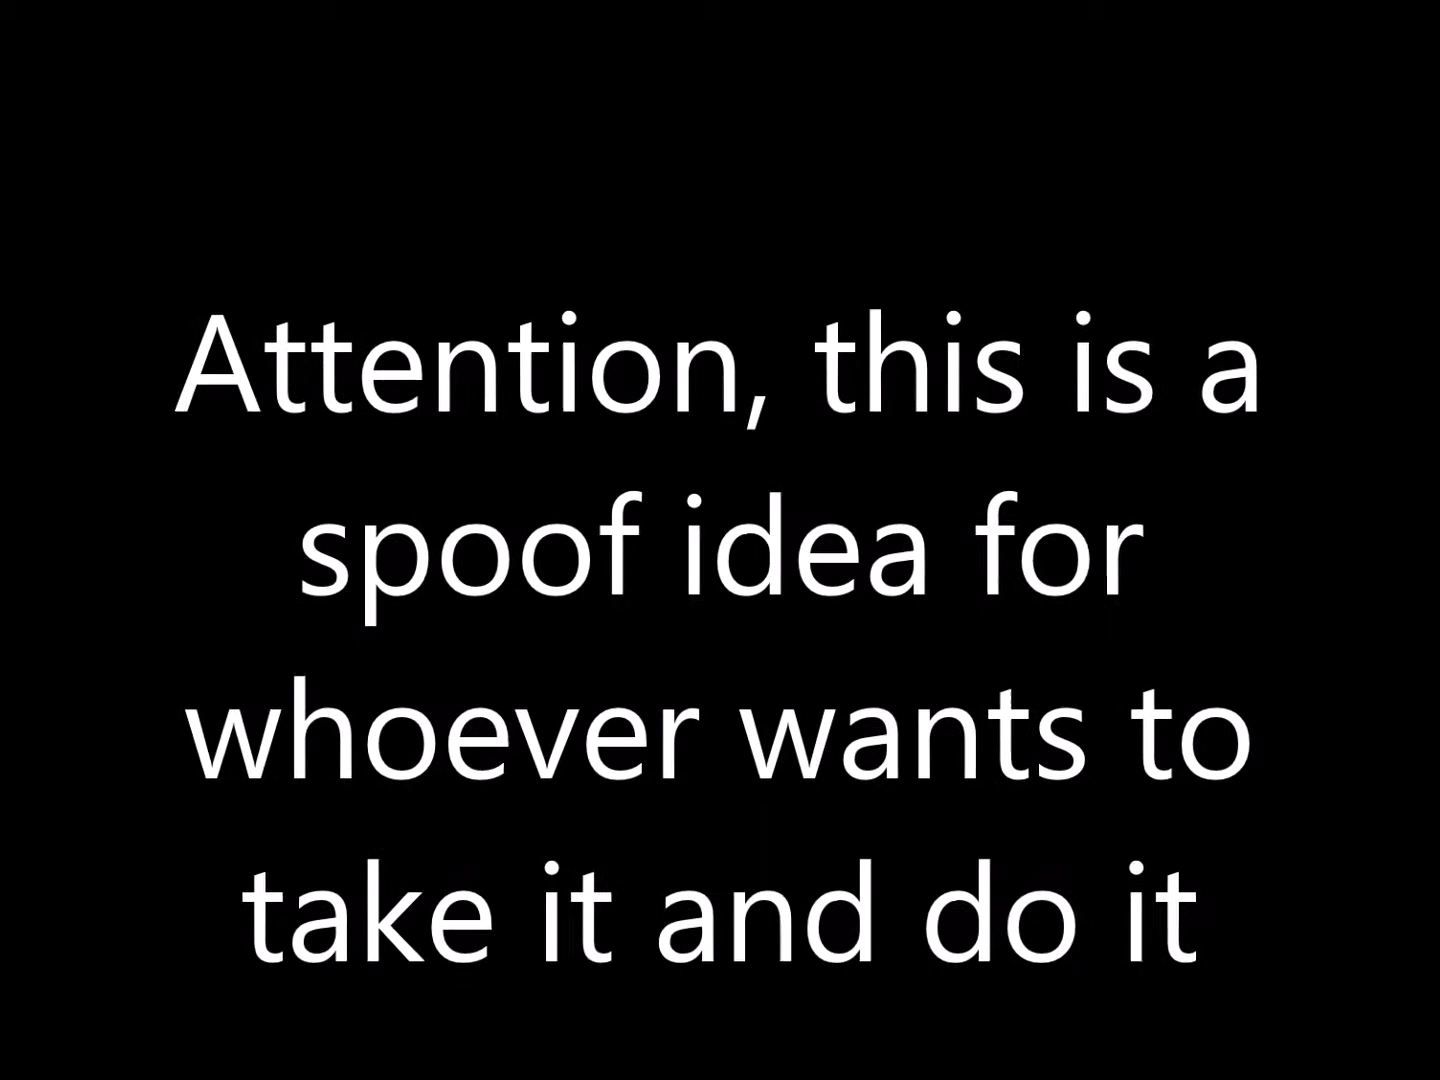 Attention, this is a
spoof idea for
whoever wants to
take it and do it